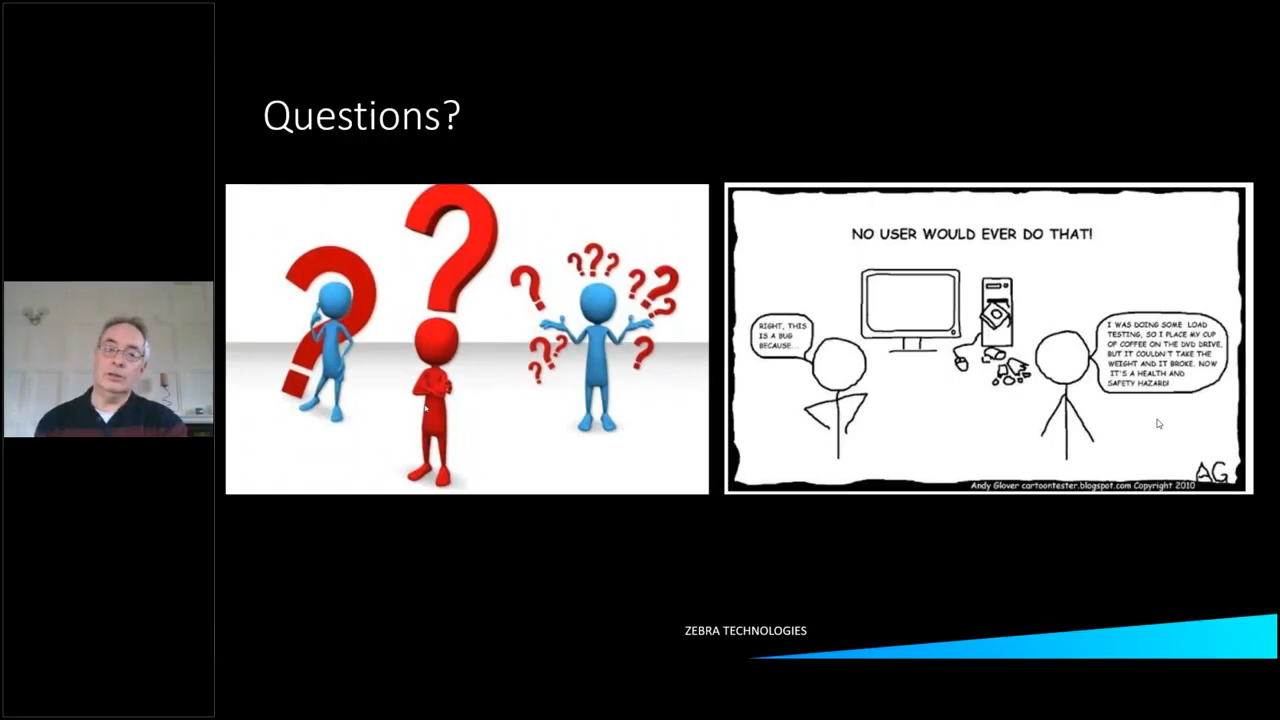 Questions?
NO USER WOULD EVER DO THAT!
RIGHT, THIS
IS A BUG
BECAUSE...
I WAS DOING SOME LOAD
TESTING, SO I PLACE MY CUP
OF COFFEE ON THE DVD DRIVE.
BUT IT COULDN'T TAKE THE
WEIGHT AND IT BROKE. NOW
IT'S A HEALTH AND
SAFETY HAZARD!
AG
Andy Glover cartoontester.blogspot.com Copyright 2010
ZEBRA TECHNOLOGIES